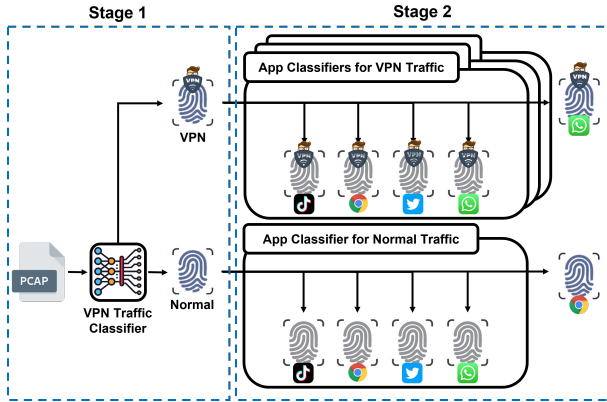 Stage 1
Stage 2
App Classifiers for VPN Traffic
VPN
VPN
VPN
VPN
VPN
VPN
VPN
App Classifier for Normal Traffic
PCAP
Normal
VPN Traffic
Classifier